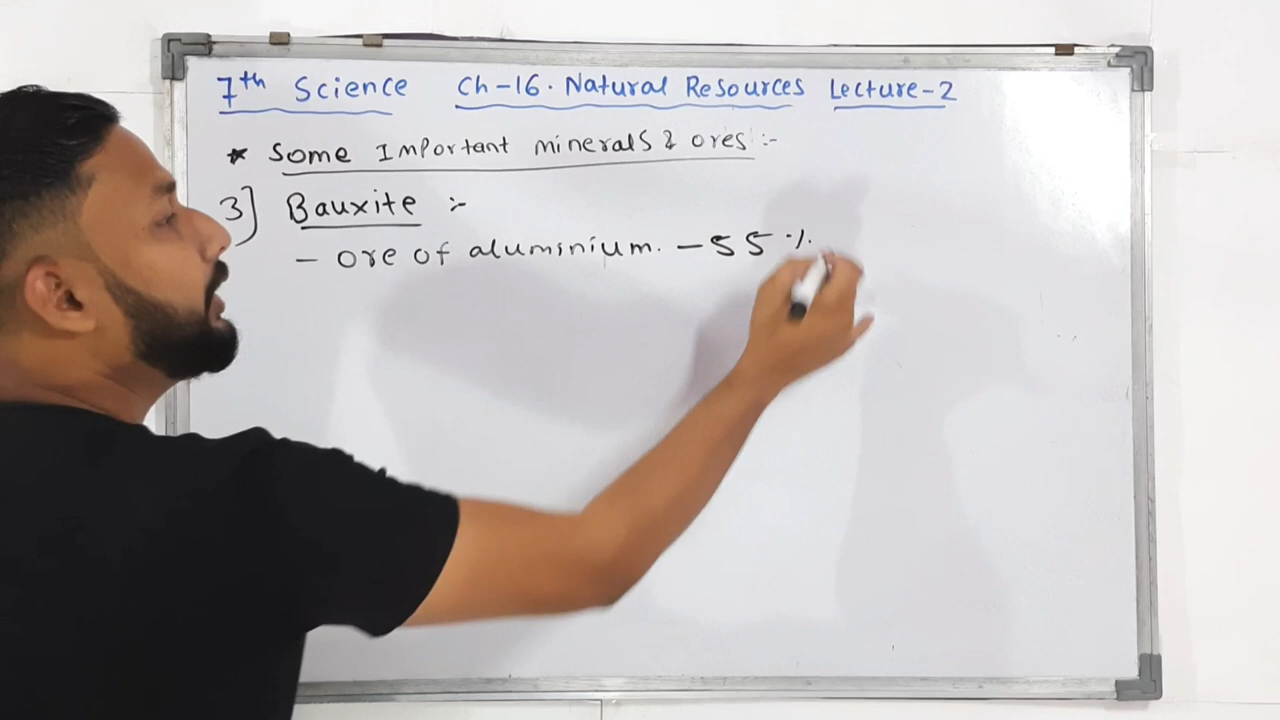 7th Science Ch-16. Natural Resources Lecture-2
* Some Important minerals & ores :-
3] Bauxite :-
- ore of aluminium. - 55 %